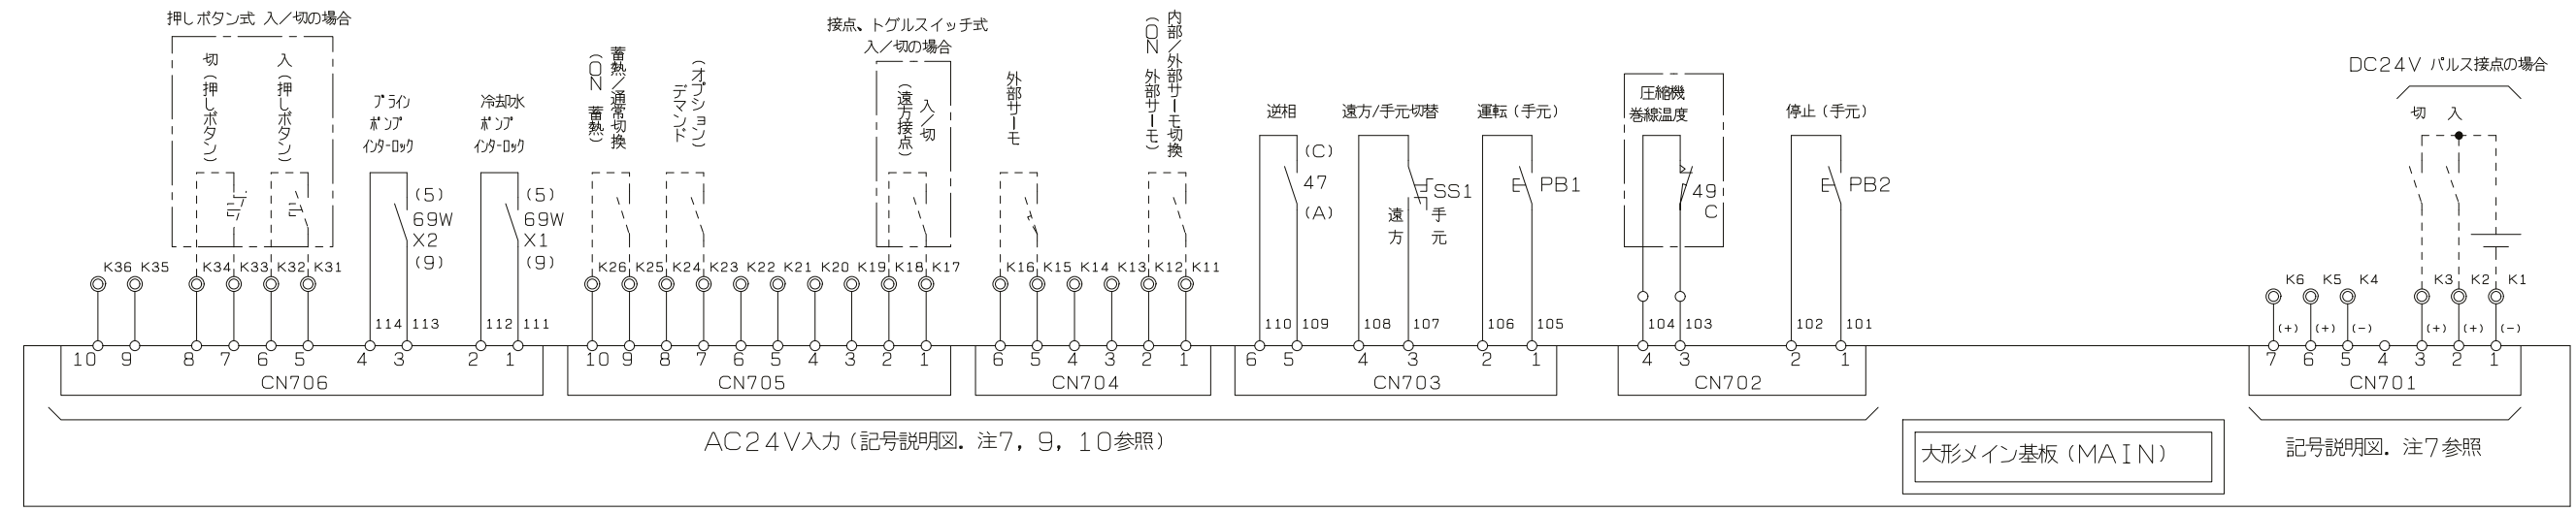 押しボタン式 入/切の場合
切(押しボタン)
入(押しボタン)
ブライン
ポンプ
インターロック
冷却水
ポンプ
インターロック
(5)
69W
X2
(9)
(5)
69W
X1
(9)
蓄熱/通常切換
(ON 蓄熱)
(オプション)
デマンド
接点、トグルスイッチ式
入/切の場合
入/切
(遠方接点)
外部サーモ
内部/外部サーモ切換
(ON 外部サーモ)
逆相
(C)
47
(A)
遠方/手元切替
SS1
遠方
手元
運転(手元)
PB1
圧縮機
巻線温度
49
C
停止(手元)
PB2
DC24V パルス接点の場合
切 入
K36 K35 K34 K33 K32 K31
K26 K25 K24 K23 K22 K21 K20 K19 K18 K17
K16 K15 K14 K13 K12 K11
K6 K5 K4 K3 K2 K1
114 113 112 111
110 109 108 107 106 105
104 103 102 101
(+) (+) (-) (+) (+) (-)
10 9 8 7 6 5 4 3 2 1
CN706
10 9 8 7 6 5 4 3 2 1
CN705
6 5 4 3 2 1
CN704
6 5 4 3 2 1
CN703
4 3 2 1
CN702
7 6 5 4 3 2 1
CN701
AC24V入力(記号説明図.注7,9,10参照)
大形メイン基板(MAIN)
記号説明図.注7参照